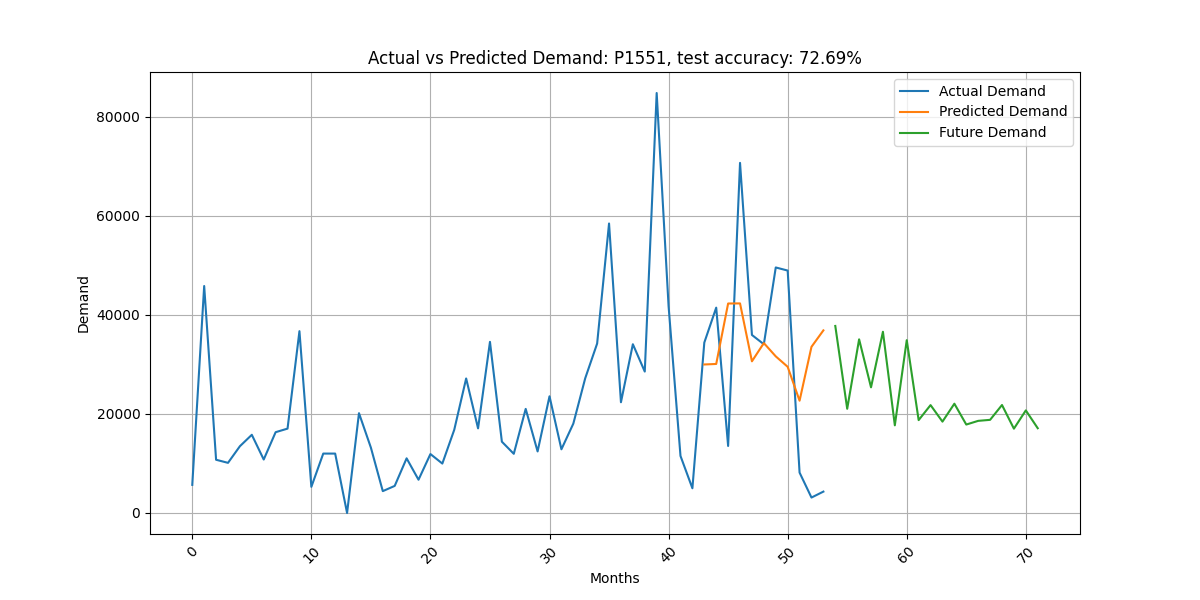 Actual vs Predicted Demand: P1551, test accuracy: 72.69%
Actual Demand
Predicted Demand
Future Demand
80000
60000
40000
20000
0
Demand
0
10
20
30
40
50
60
70
Months